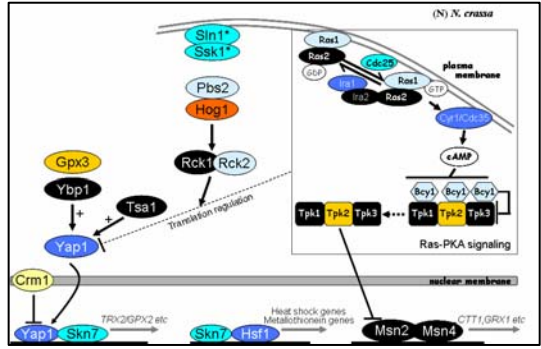 (N) N. crassa
Sln1*
Ssk1*
Pbs2
Hog1
Rck1
Rck2
Gpx3
Ybp1
+
Tsa1
+
Yap1
Translation regulation
Ras1
Ras2
GDP
Cdc25
Ira1
Ira2
Ras1
Ras2
GTP
plasma
membrane
Cyr1/Cdc35
cAMP
Bcy1 Bcy1 Bcy1
Tpk1 Tpk2 Tpk3
Tpk1 Tpk2 Tpk3
Ras-PKA signaling
Crm1
nuclear membrane
Yap1
Skn7
TRX2/GPX2 etc
Skn7
Hsf1
Heat shock genes
Metallothionein genes
Msn2
Msn4
CTT1,GRX1 etc